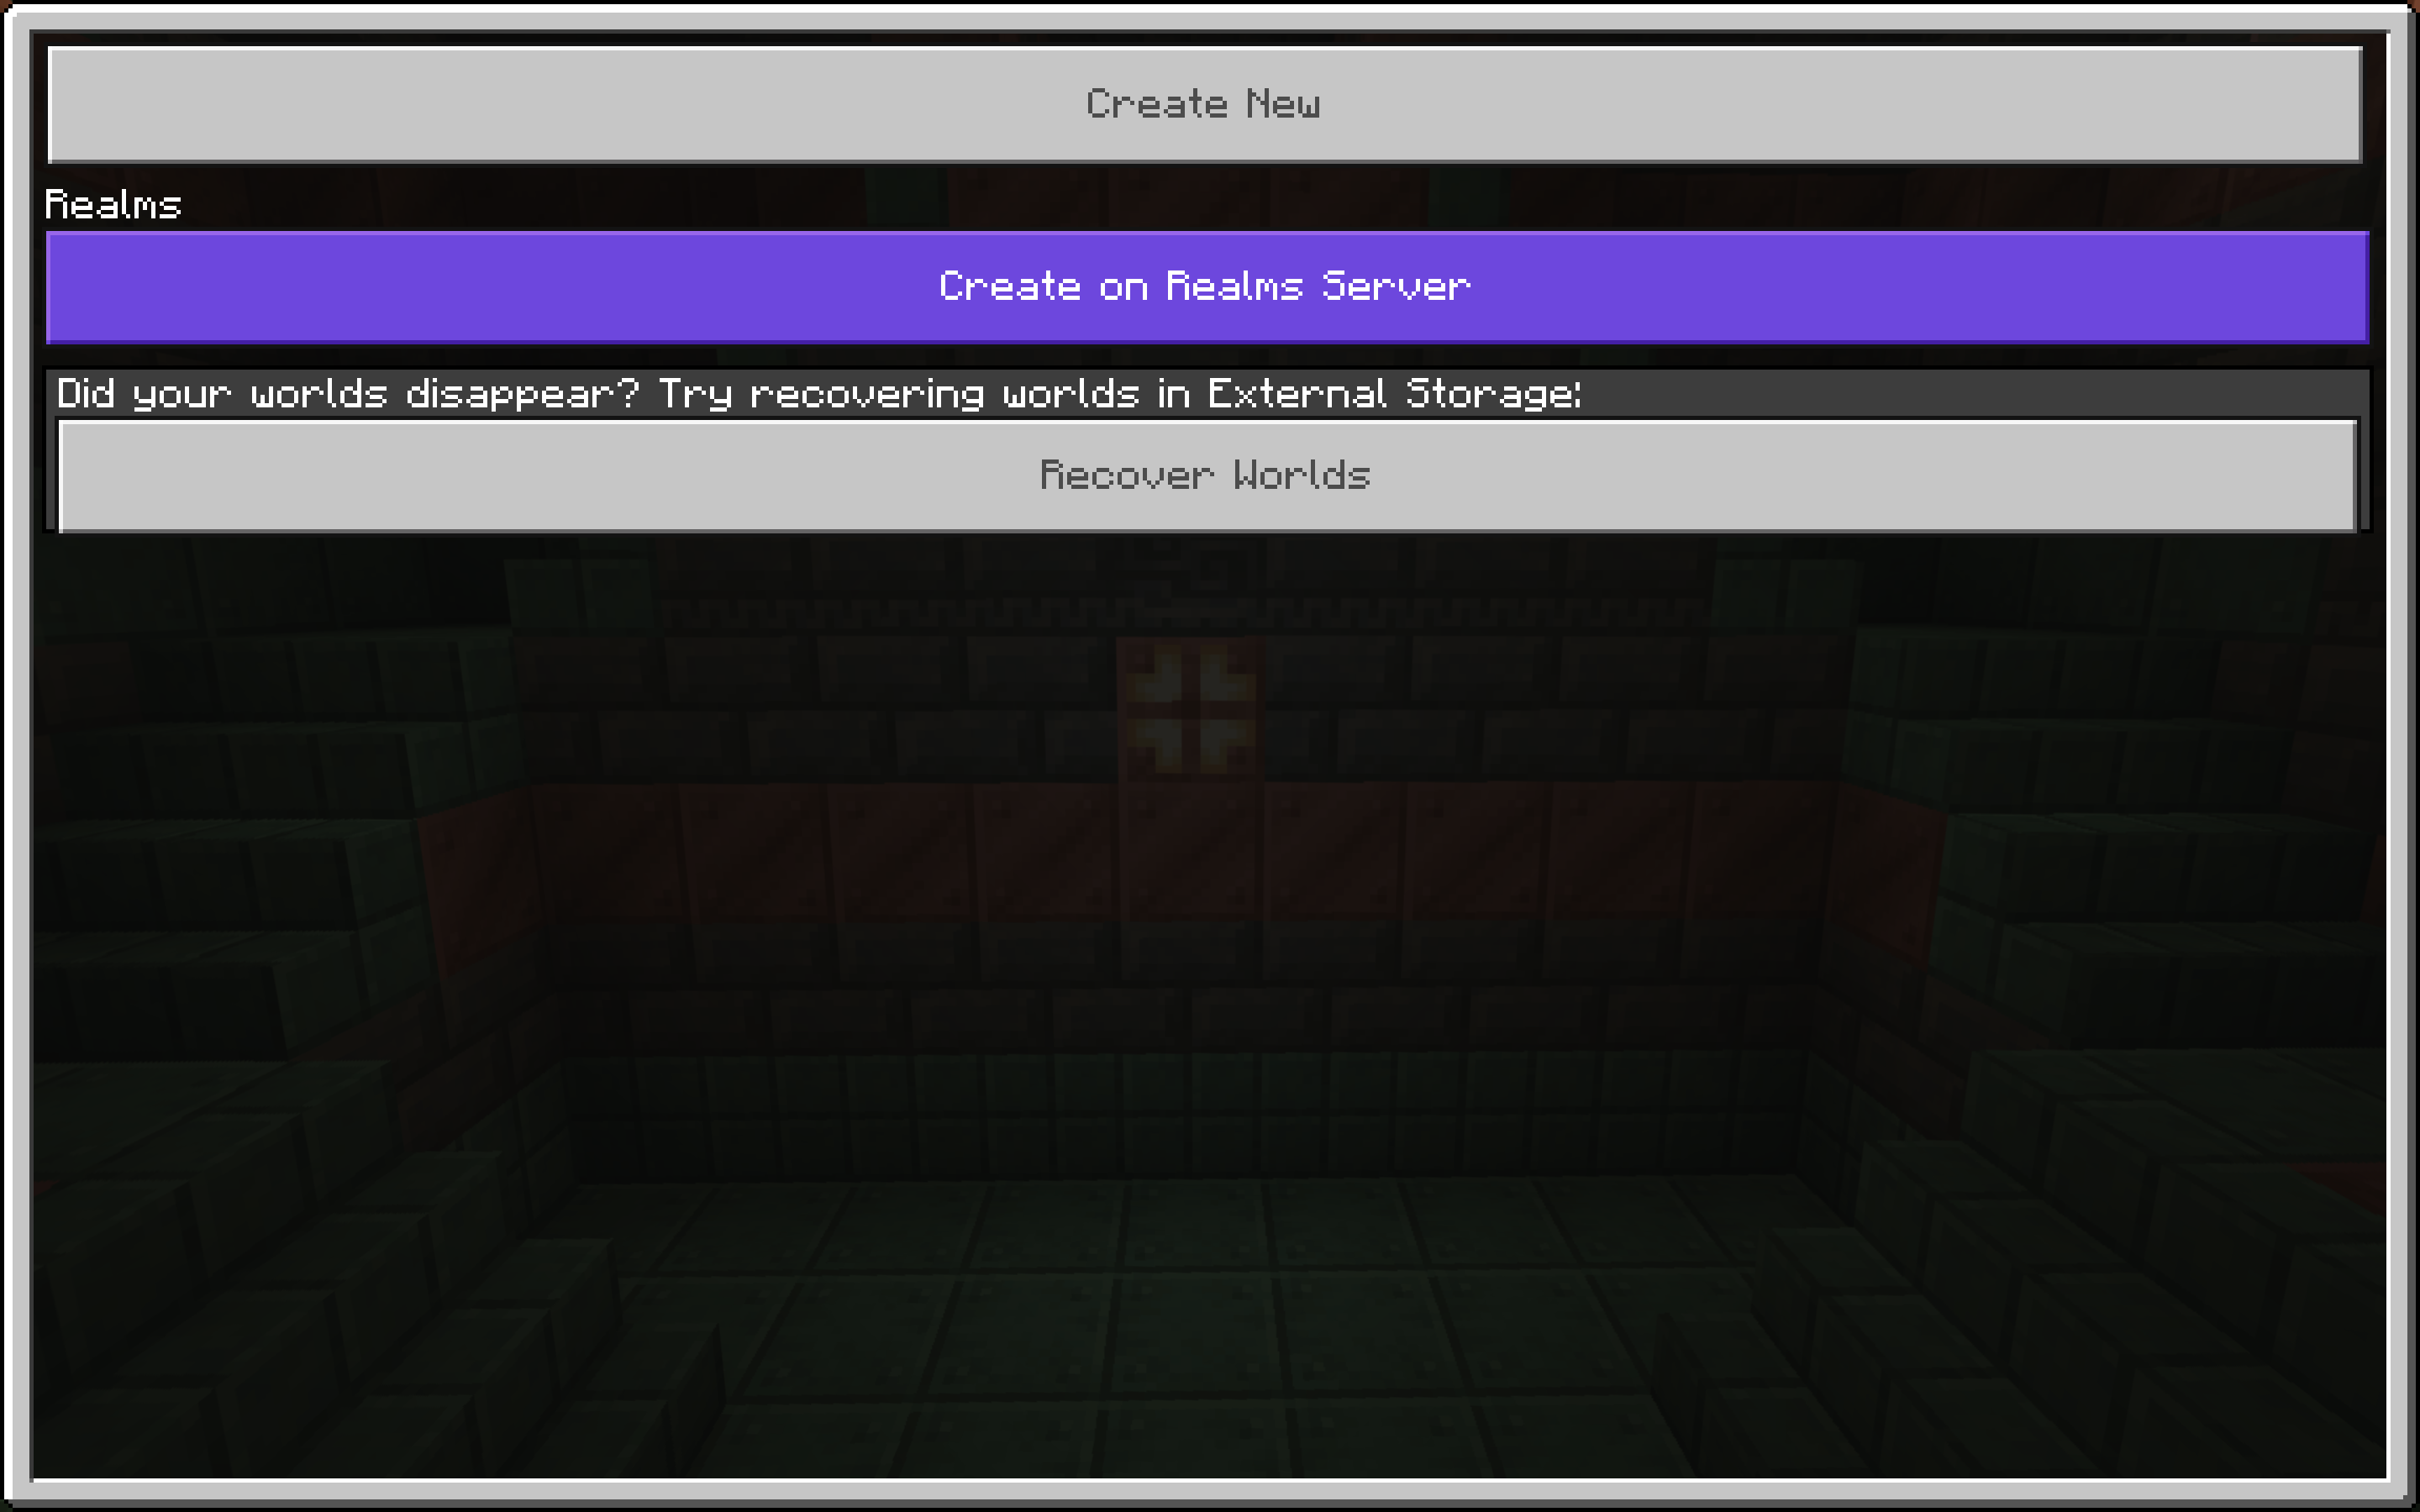 Create New
Realms
Create on Realms Server
Did your worlds disappear? Try recovering worlds in External Storage:
Recover Worlds